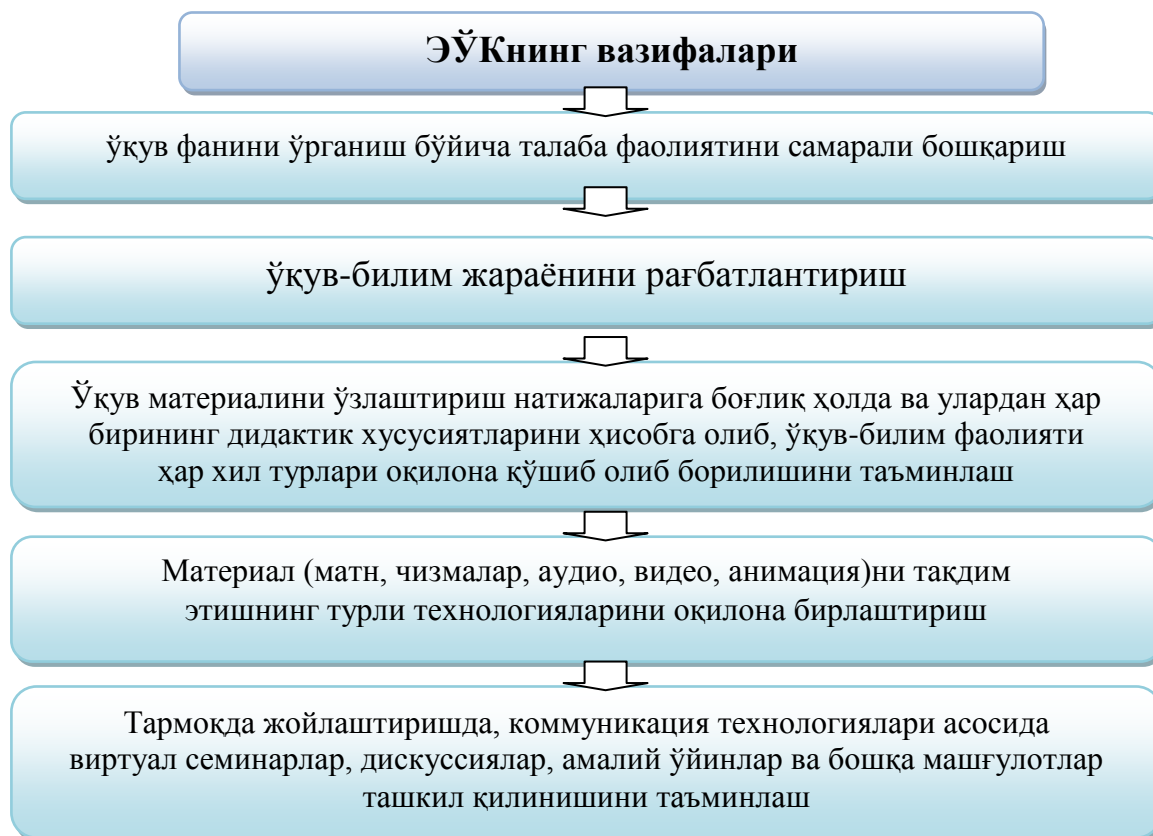 ЭЎКнинг вазифалари
ўқув фанини ўрганиш бўйича талаба фаолиятини самарали бошқариш
ўқув-билим жараёнини рағбатлантириш
Ўқув материалини ўзлаштириш натижаларига боғлиқ ҳолда ва улардан ҳар
бирининг дидактик хусусиятларини ҳисобга олиб, ўқув-билим фаолияти
ҳар хил турлари оқилона қўшиб олиб борилишини таъминлаш
Материал (матн, чизмалар, аудио, видео, анимация)ни тақдим
этишнинг турли технологияларини оқилона бирлаштириш
Тармоқда жойлаштиришда, коммуникация технологиялари асосида
виртуал семинарлар, дискуссиялар, амалий ўйинлар ва бошқа машғулотлар
ташкил қилинишини таъминлаш